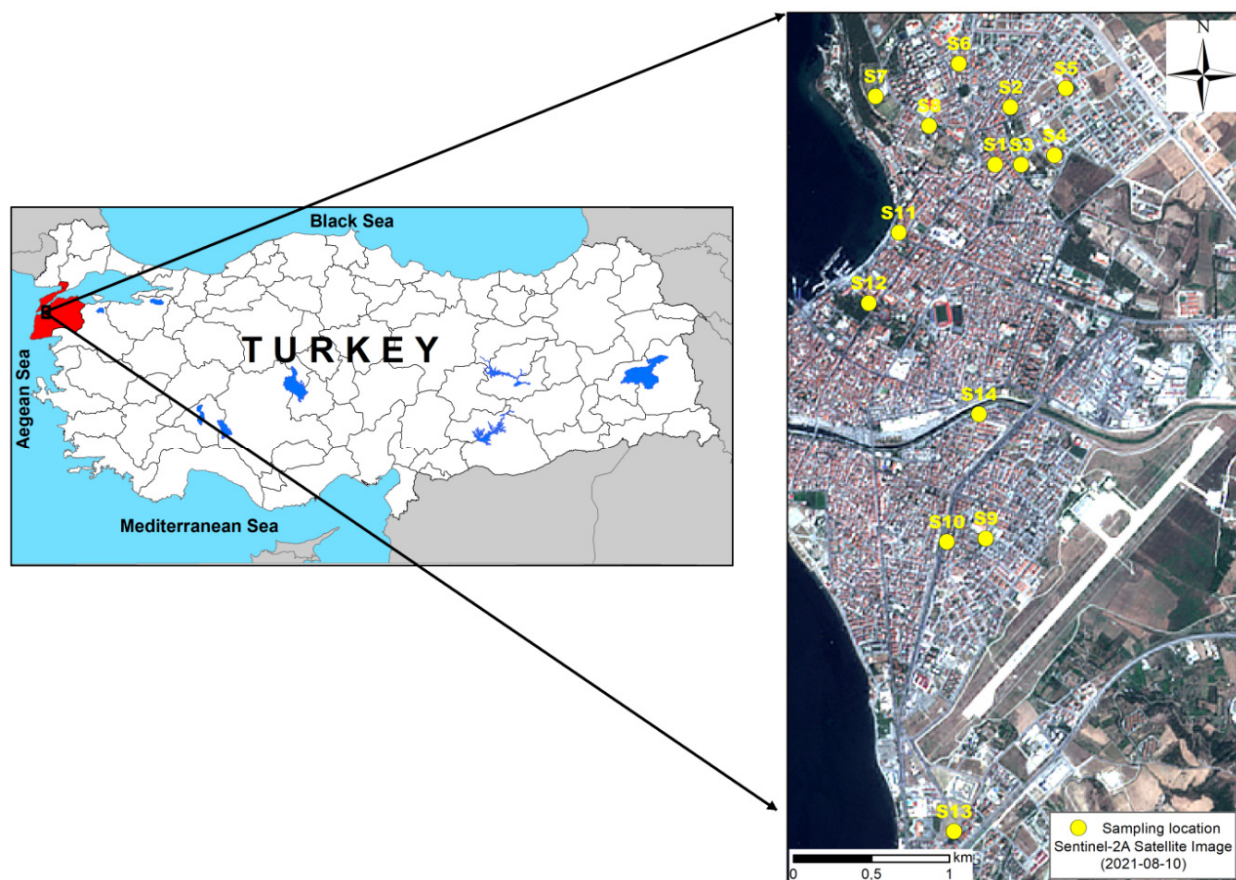 Black Sea
TURKEY
Aegean Sea
Mediterranean Sea
N
S6
S7
S5
S2
S8
S4
S1
S3
S11
S12
S14
S10
S9
S13
Sampling location
Sentinel-2A Satellite Image
(2021-08-10)
km
0
0.5
1